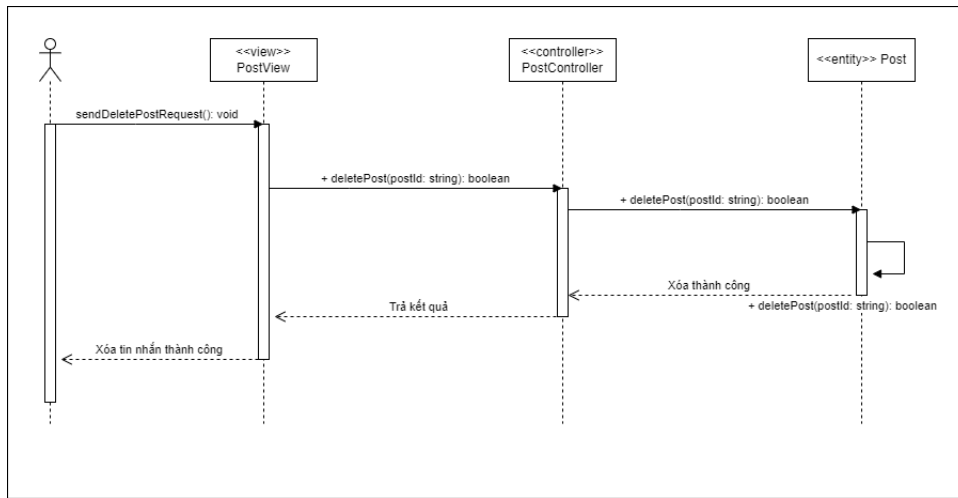 <<view>>
PostView
<<controller>>
PostController
<<entity>> Post
sendDeletePostRequest(): void
+ deletePost(postId: string): boolean
+ deletePost(postId: string): boolean
Xóa thành công
+ deletePost(postId: string): boolean
Trả kết quả
Xóa tin nhắn thành công